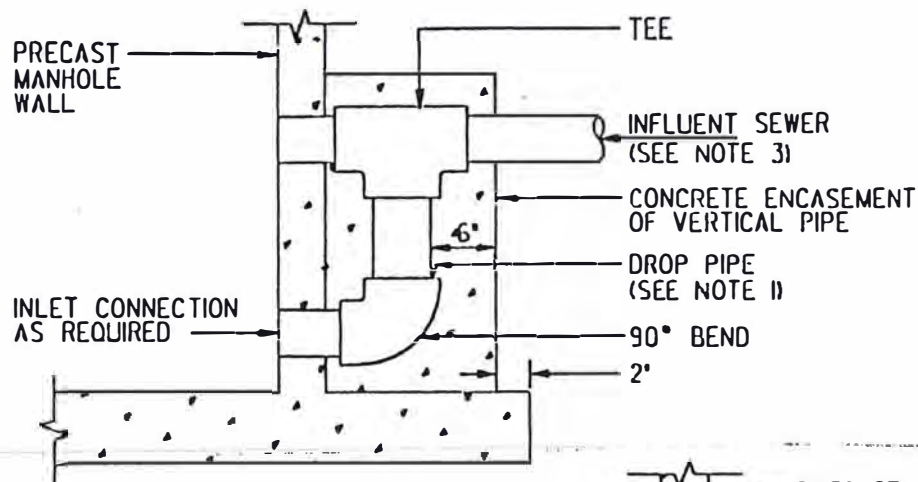 PRECAST
MANHOLE
WALL
TEE
INFLUENT SEWER
(SEE NOTE 3)
CONCRETE ENCASEMENT
OF VERTICAL PIPE
6"
DROP PIPE
(SEE NOTE 1)
INLET CONNECTION
AS REQUIRED
90° BEND
2"